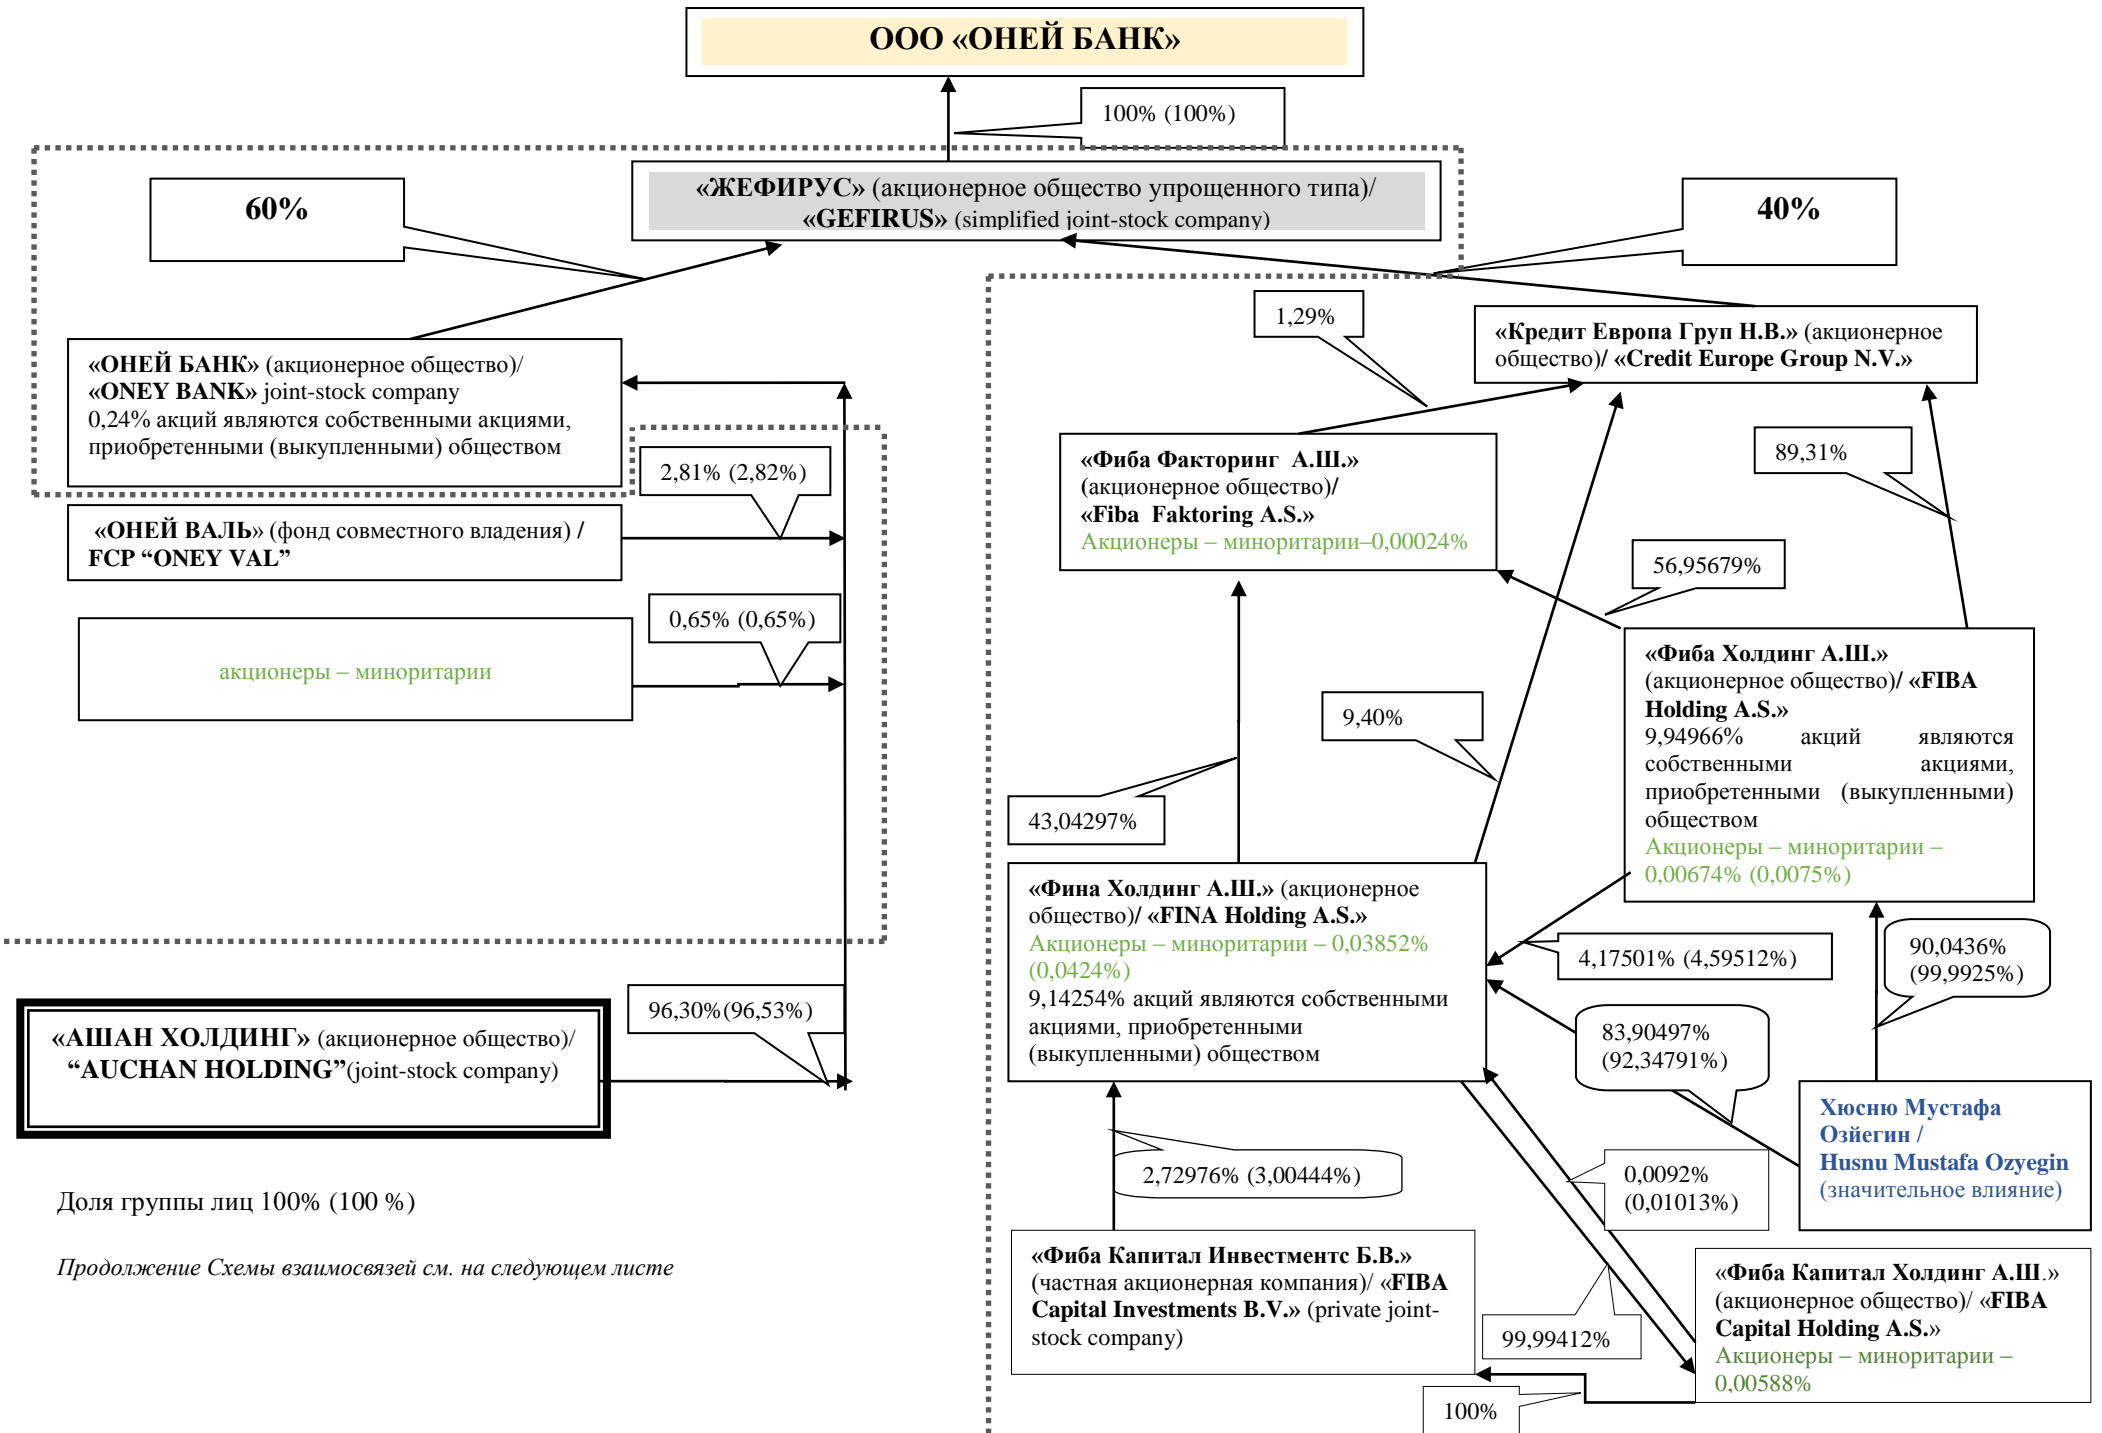 ООО «ОНЕЙ БАНК»
100% (100%)
«ЖЕФИРУС» (акционерное общество упрощенного типа)/
«GEFIRUS» (simplified joint-stock company)
60%
40%
1,29%
«Кредит Европа Груп Н.В.» (акционерное
общество)/ «Credit Europe Group N.V.»
«ОНЕЙ БАНК» (акционерное общество)/
«ONEY BANK» joint-stock company
0,24% акций являются собственными акциями,
приобретенными (выкупленными) обществом
2,81% (2,82%)
«ОНЕЙ ВАЛЬ» (фонд совместного владения) /
FCP “ONEY VAL”
0,65% (0,65%)
акционеры – миноритарии
«Фиба Факторинг А.Ш.»
(акционерное общество)/
«Fiba Faktoring A.S.»
Акционеры – миноритарии–0,00024%
89,31%
56,95679%
«Фиба Холдинг А.Ш.»
(акционерное общество)/ «FIBA
Holding A.S.»
9,94966% акций являются
собственными акциями,
приобретенными (выкупленными)
обществом
Акционеры – миноритарии –
0,00674% (0,0075%)
9,40%
43,04297%
«Фина Холдинг А.Ш.» (акционерное
общество)/ «FINA Holding A.S.»
Акционеры – миноритарии – 0,03852%
(0,0424%)
9,14254% акций являются собственными
акциями, приобретенными
(выкупленными) обществом
4,17501% (4,59512%)
90,0436%
(99,9925%)
83,90497%
(92,34791%)
96,30%(96,53%)
«АШАН ХОЛДИНГ» (акционерное общество)/
“AUCHAN HOLDING”(joint-stock company)
Хюсню Мустафа
Озйегин /
Husnu Mustafa Ozyegin
(значительное влияние)
2,72976% (3,00444%)
0,0092%
(0,01013%)
Доля группы лиц 100% (100 %)
Продолжение Схемы взаимосвязей см. на следующем листе
«Фиба Капитал Инвестментс Б.В.»
(частная акционерная компания)/ «FIBA
Capital Investments B.V.» (private joint-
stock company)
99,99412%
«Фиба Капитал Холдинг А.Ш.»
(акционерное общество)/ «FIBA
Capital Holding A.S.»
Акционеры – миноритарии –
0,00588%
100%